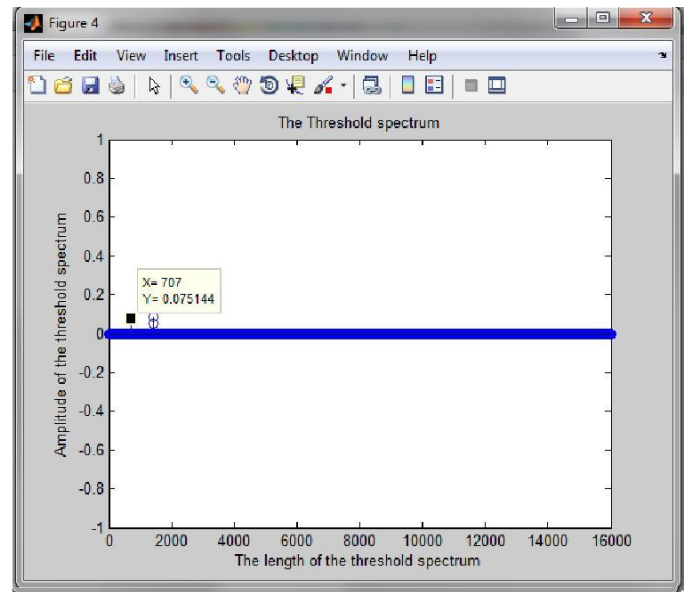 Figure 4
File Edit View Insert Tools Desktop Window Help
The Threshold spectrum
Amplitude of the threshold spectrum
1
0.8
0.6
0.4
0.2
0
-0.2
-0.4
-0.6
-0.8
-1
X= 707
Y= 0.075144
0 2000 4000 6000 8000 10000 12000 14000 16000
The length of the threshold spectrum